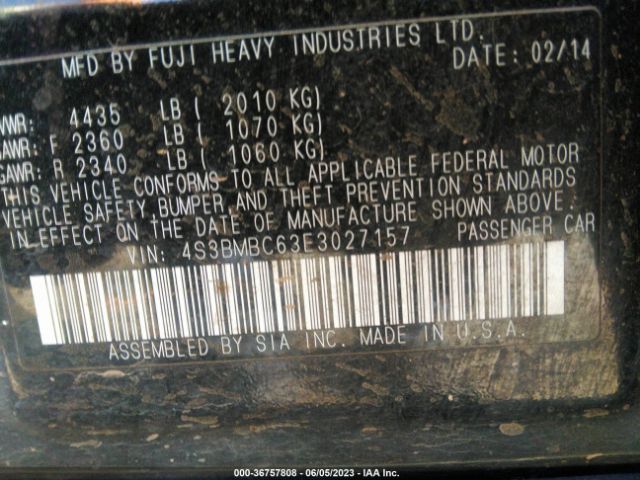 MFD BY FUJI HEAVY INDUSTRIES LTD.
DATE: 02/14
VWR: 4435 LB ( 2010 KG)
GAWR: F 2360 LB ( 1070 KG)
GAWR: R 2340 LB ( 1060 KG)
THIS VEHICLE CONFORMS TO ALL APPLICABLE FEDERAL MOTOR
VEHICLE SAFETY,BUMPER,AND THEFT PREVENTION STANDARDS
IN EFFECT ON THE DATE OF MANUFACTURE SHOWN ABOVE.
VIN: 4S3BMBC63E3027157 PASSENGER CAR
ASSEMBLED BY SIA INC. MADE IN U.S.A.
000-36757808 - 06/05/2023 - IAA Inc.